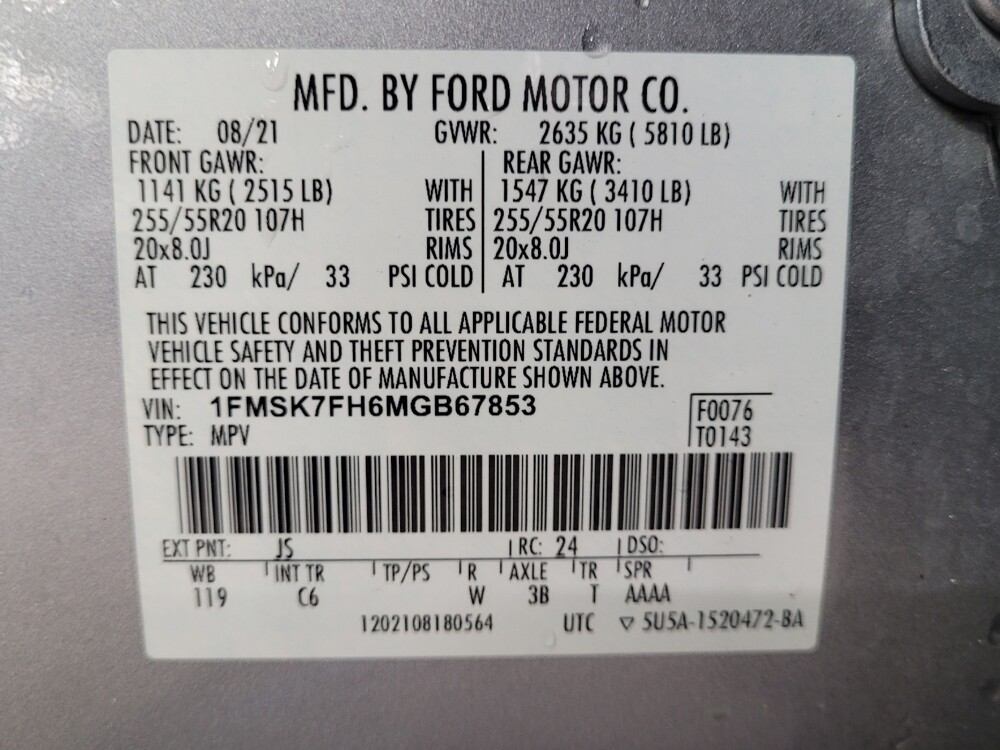 MFD. BY FORD MOTOR CO.
DATE: 08/21 GVWR: 2635 KG ( 5810 LB)
FRONT GAWR: REAR GAWR:
1141 KG ( 2515 LB) WITH 1547 KG ( 3410 LB) WITH
255/55R20 107H TIRES 255/55R20 107H TIRES
20x8.0J RIMS 20x8.0J RIMS
AT 230 kPa/ 33 PSI COLD AT 230 kPa/ 33 PSI COLD
THIS VEHICLE CONFORMS TO ALL APPLICABLE FEDERAL MOTOR
VEHICLE SAFETY AND THEFT PREVENTION STANDARDS IN
EFFECT ON THE DATE OF MANUFACTURE SHOWN ABOVE.
VIN: 1FMSK7FH6MGB67853 F0076
TYPE: MPV T0143
EXT PNT: JS RC: 24 DSO:
WB INT TR TP/PS R AXLE TR SPR
119 C6 W 3B T AAAA
1202108180564 UTC ▽ 5U5A-1520472-BA